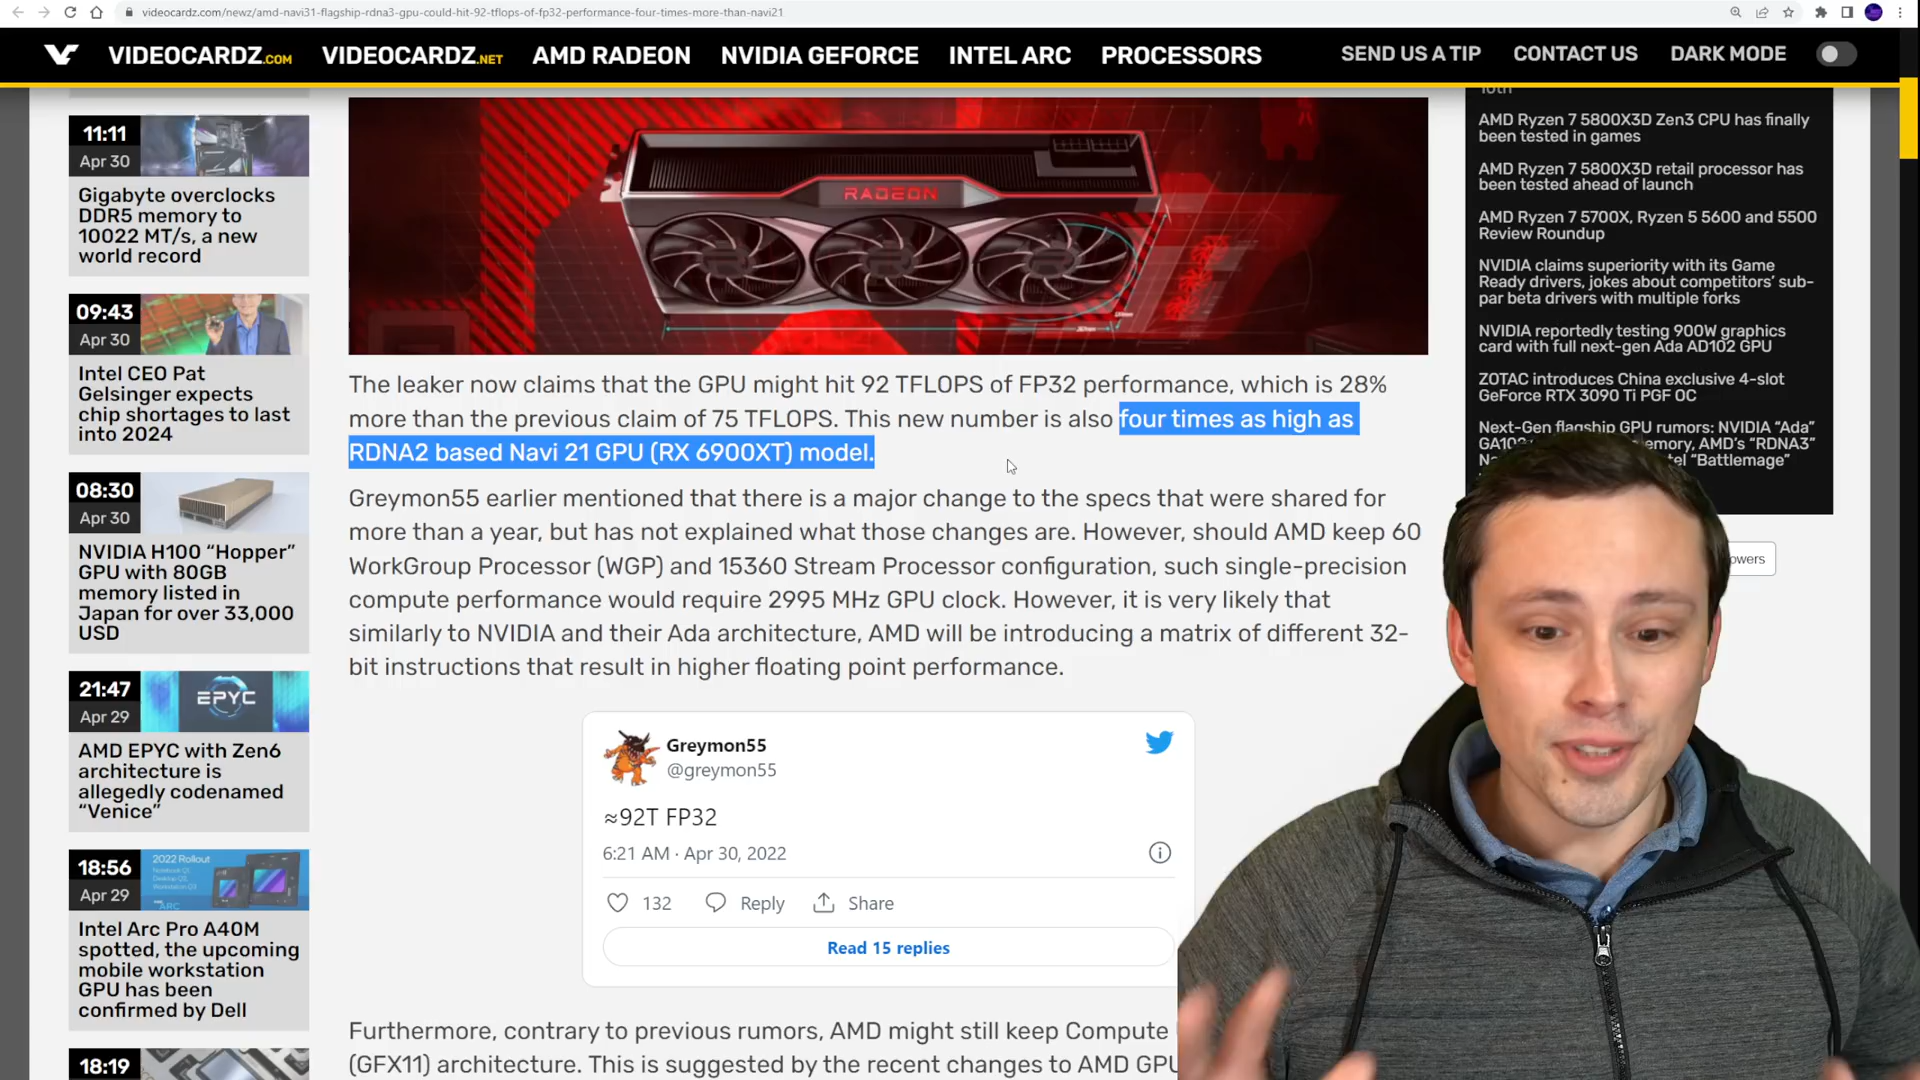 videocardz.com/newz/amd-navi31-flagship-rdna3-gpu-could-hit-92-tflops-of-fp32-performance-four-times-more-than-navi21
VIDEOCARDZ.COM
VIDEOCARDZ.NET
AMD RADEON
NVIDIA GEFORCE
INTEL ARC
PROCESSORS
SEND US A TIP
CONTACT US
DARK MODE
11:11
Apr 30
Gigabyte overclocks
DDR5 memory to
10022 MT/s, a new
world record
09:43
Apr 30
Intel CEO Pat
Gelsinger expects
chip shortages to last
into 2024
08:30
Apr 30
NVIDIA H100 “Hopper”
GPU with 80GB
memory listed in
Japan for over 33,000
USD
21:47
Apr 29
EPYC
AMD EPYC with Zen6
architecture is
allegedly codenamed
“Venice”
18:56
Apr 29
2022 Rollout
ARC
Intel Arc Pro A40M
spotted, the upcoming
mobile workstation
GPU has been
confirmed by Dell
18:19
RADEON
The leaker now claims that the GPU might hit 92 TFLOPS of FP32 performance, which is 28%
more than the previous claim of 75 TFLOPS. This new number is also four times as high as
RDNA2 based Navi 21 GPU (RX 6900XT) model.
Greymon55 earlier mentioned that there is a major change to the specs that were shared for
more than a year, but has not explained what those changes are. However, should AMD keep 60
WorkGroup Processor (WGP) and 15360 Stream Processor configuration, such single-precision
compute performance would require 2995 MHz GPU clock. However, it is very likely that
similarly to NVIDIA and their Ada architecture, AMD will be introducing a matrix of different 32-
bit instructions that result in higher floating point performance.
Greymon55
@greymon55
≈92T FP32
6:21 AM · Apr 30, 2022
132
Reply
Share
Read 15 replies
Furthermore, contrary to previous rumors, AMD might still keep Compute
(GFX11) architecture. This is suggested by the recent changes to AMD GPU
AMD Ryzen 7 5800X3D Zen3 CPU has finally
been tested in games
AMD Ryzen 7 5800X3D retail processor has
been tested ahead of launch
AMD Ryzen 7 5700X, Ryzen 5 5600 and 5500
Review Roundup
NVIDIA claims superiority with its Game
Ready drivers, jokes about competitors’ sub-
par beta drivers with multiple forks
NVIDIA reportedly testing 900W graphics
card with full next-gen Ada AD102 GPU
ZOTAC introduces China exclusive 4-slot
GeForce RTX 3090 Ti PGF OC
Next-Gen flagship GPU rumors: NVIDIA “Ada”
emory, AMD’s “RDNA3”
tel “Battlemage”
owers